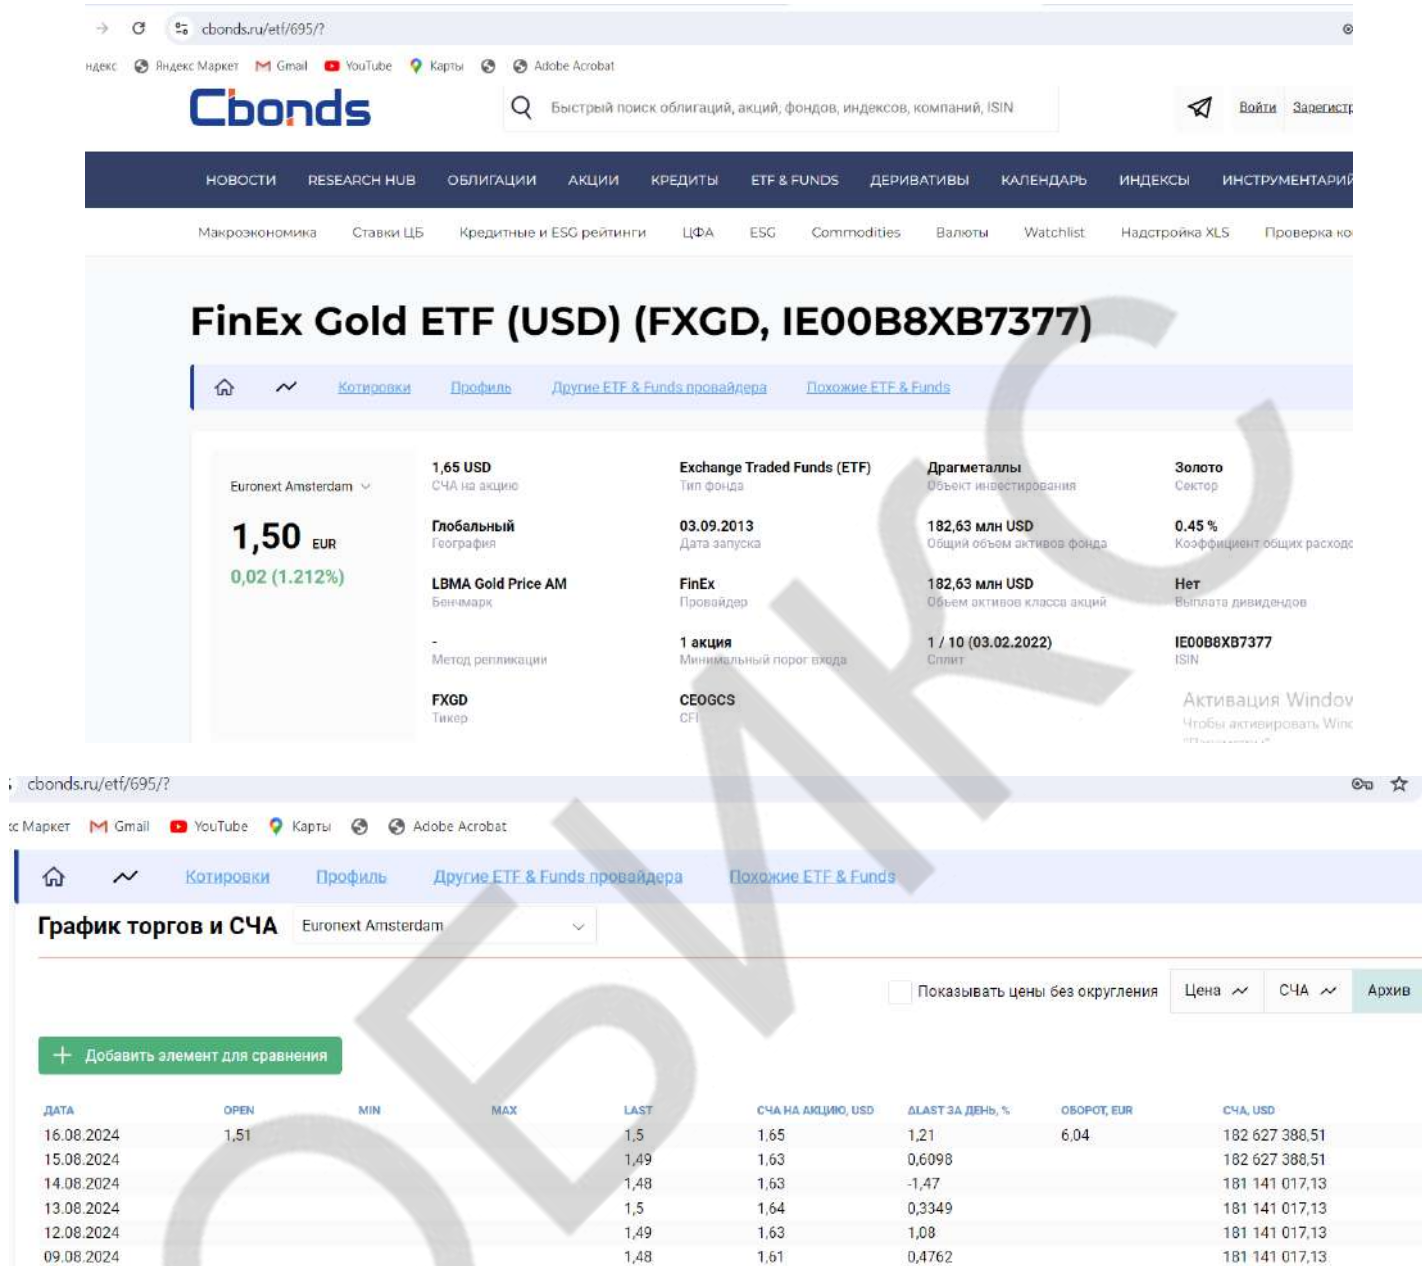 cbonds.ru/etf/695/?
ндекс Яндекс Маркет Gmail YouTube Карты Adobe Acrobat
Cbonds Быстрый поиск облигаций, акций, фондов, индексов, компаний, ISIN Войти Зарегистр
НОВОСТИ RESEARCH HUB ОБЛИГАЦИИ АКЦИИ КРЕДИТЫ ETF & FUNDS ДЕРИВАТИВЫ КАЛЕНДАРЬ ИНДЕКСЫ ИНСТРУМЕНТАРИЙ
Макроэкономика Ставки ЦБ Кредитные и ESG рейтинги ЦФА ESG Commodities Валюты Watchlist Надстройка XLS Проверка ко
FinEx Gold ETF (USD) (FXGD, IE00B8XB7377)
Котировки Профиль Другие ETF & Funds провайдера Похожие ETF & Funds
Euronext Amsterdam
1,50 EUR
0,02 (1.212%)
1,65 USD Exchange Traded Funds (ETF) Драгметаллы Золото
СЧА на акцию Тип фонда Объект инвестирования Сектор
Глобальный 03.09.2013 182,63 млн USD 0.45 %
География Дата запуска Общий объем активов фонда Коэффициент общих расходо
LBMA Gold Price AM FinEx 182,63 млн USD Нет
Бенчмарк Провайдер Объем активов класса акций Выплата дивидендов
- 1 акция 1 / 10 (03.02.2022) IE00B8XB7377
Метод репликации Минимальный порог входа Сплит ISIN
FXGD CEOGCS
Тикер CFI
Активация Window
Чтобы активировать Winc
cbonds.ru/etf/695/?
кс Маркет Gmail YouTube Карты Adobe Acrobat
Котировки Профиль Другие ETF & Funds провайдера Похожие ETF & Funds
График торгов и СЧА Euronext Amsterdam
Показывать цены без округления Цена СЧА Архив
+ Добавить элемент для сравнения
ДАТА OPEN MIN MAX LAST СЧА НА АКЦИЮ, USD ΔLAST ЗА ДЕНЬ, % ОБОРОТ, EUR СЧА, USD
16.08.2024 1,51 1,5 1,65 1,21 6,04 182 627 388,51
15.08.2024 1,49 1,63 0,6098 182 627 388,51
14.08.2024 1,48 1,63 -1,47 181 141 017,13
13.08.2024 1,5 1,64 0,3349 181 141 017,13
12.08.2024 1,49 1,63 1,08 181 141 017,13
09.08.2024 1,48 1,61 0,4762 181 141 017,13
ОБИКС